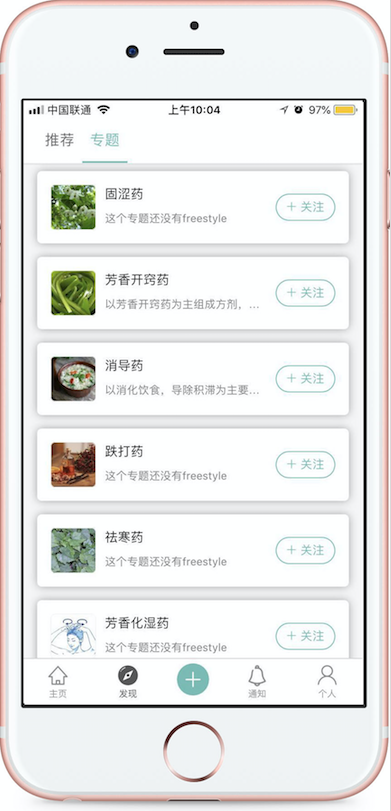 中国联通 上午10:04 97%
推荐 专题
固涩药
这个专题还没有freestyle
+ 关注
芳香开窍药
以芳香开窍药为主组成方剂，...
+ 关注
消导药
以消化饮食，导除积滞为主要...
+ 关注
跌打药
这个专题还没有freestyle
+ 关注
祛寒药
这个专题还没有freestyle
+ 关注
芳香化湿药
这个专题还没有freestyle
+ 关注
主页 发现 通知 个人